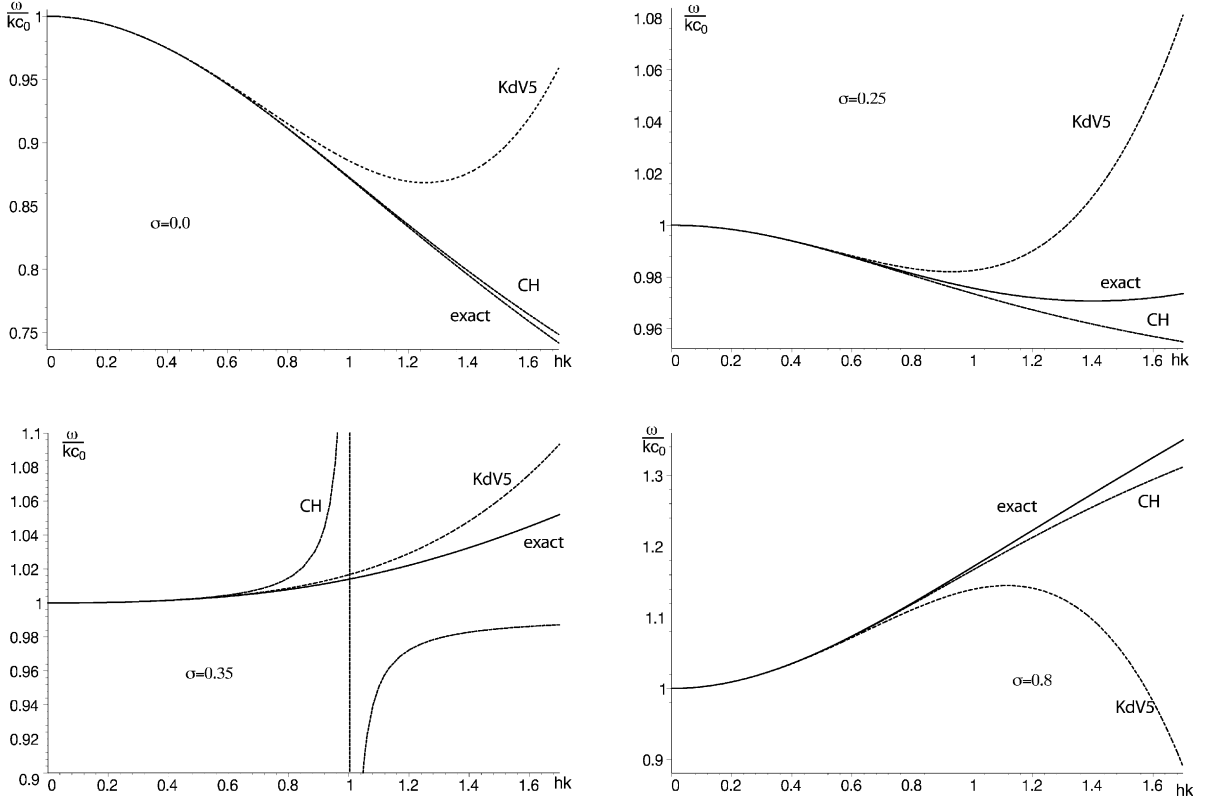 ω
kc0
1
0.95
0.9
0.85
0.8
0.75
KdV5
σ=0.0
CH
exact
0 0.2 0.4 0.6 0.8 1 1.2 1.4 1.6 hk
ω
kc0
1.08
1.06
1.04
1.02
1
0.98
0.96
σ=0.25
KdV5
exact
CH
0 0.2 0.4 0.6 0.8 1 1.2 1.4 1.6 hk
ω
kc0
1.1
1.08
1.06
1.04
1.02
1
0.98
0.96
0.94
0.92
0.9
KdV5
CH
exact
σ=0.35
0 0.2 0.4 0.6 0.8 1 1.2 1.4 1.6 hk
ω
kc0
1.3
1.2
1.1
1
0.9
exact
CH
σ=0.8
KdV5
0 0.2 0.4 0.6 0.8 1 1.2 1.4 1.6 hk